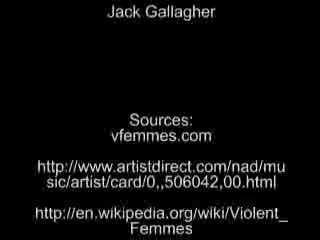 Jack Gallagher
Sources:
vfemmes.com
http://www.artistdirect.com/nad/mu
sic/artist/card/0,,506042,00.html
http://en.wikipedia.org/wiki/Violent_
Femmes